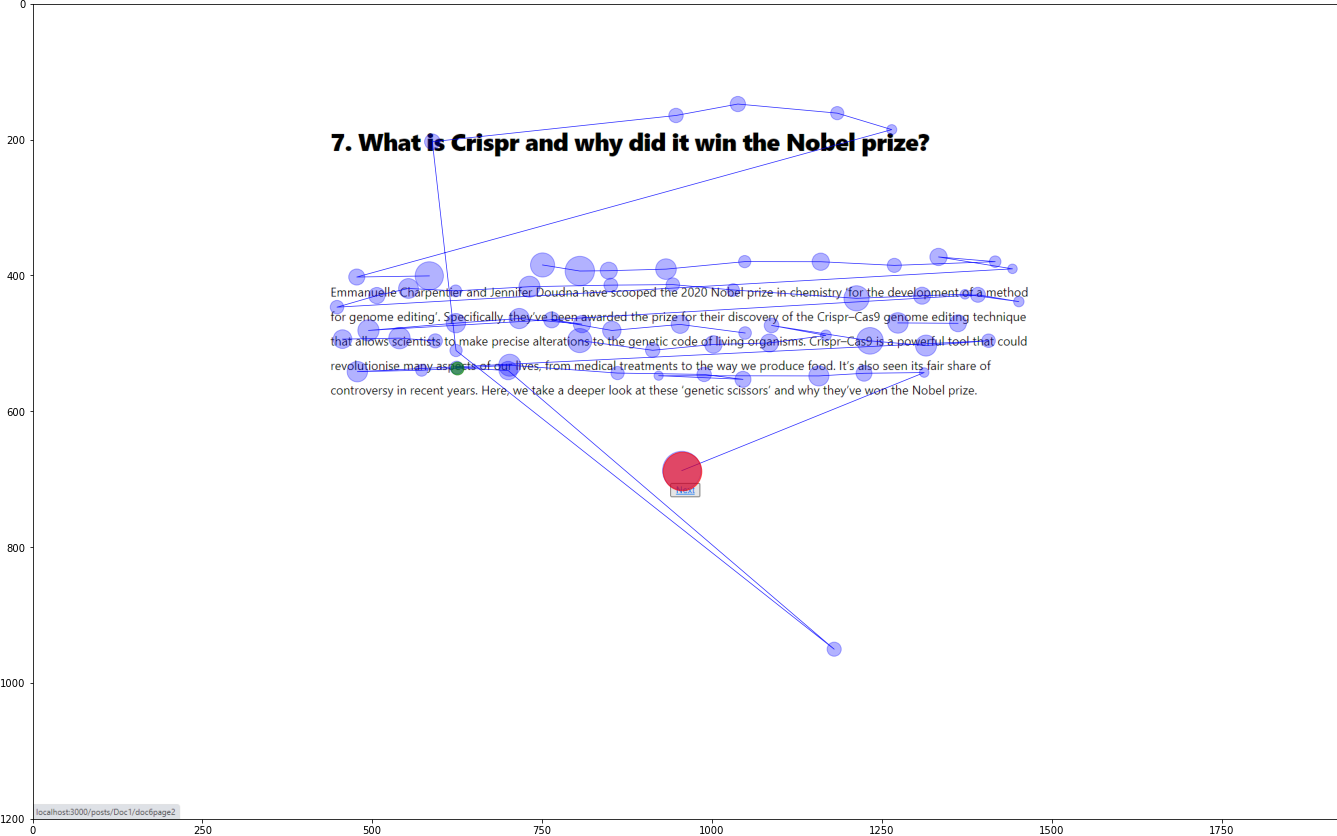 0
200
7. What is Crispr and why did it win the Nobel prize?
400
Emmanuelle Charpentier and Jennifer Doudna have scooped the 2020 Nobel prize in chemistry ‘for the development of a method
for genome editing’. Specifically, they’ve been awarded the prize for their discovery of the Crispr–Cas9 genome editing technique
that allows scientists to make precise alterations to the genetic code of living organisms. Crispr–Cas9 is a powerful tool that could
revolutionise many aspects of our lives, from medical treatments to the way we produce food. It’s also seen its fair share of
controversy in recent years. Here, we take a deeper look at these ‘genetic scissors’ and why they’ve won the Nobel prize.
600
Next
800
1000
localhost:3000/posts/Doc1/doc6page2
1200
0 250 500 750 1000 1250 1500 1750